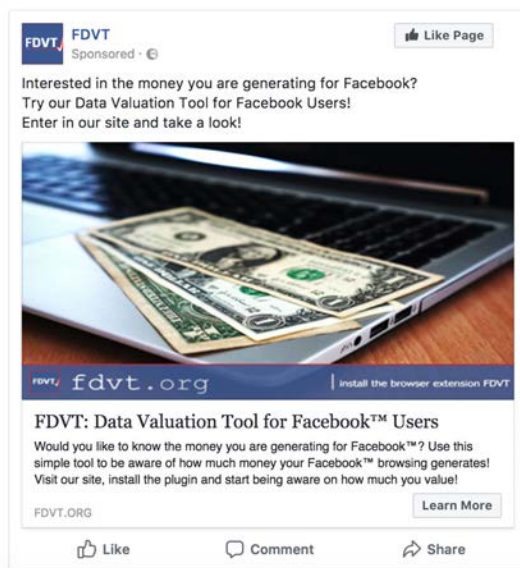 FDVT
FDVT
Like Page
Sponsored ·
Interested in the money you are generating for Facebook?
Try our Data Valuation Tool for Facebook Users!
Enter in our site and take a look!
FDVT fdvt.org | install the browser extension FDVT
FDVT: Data Valuation Tool for Facebook™ Users
Would you like to know the money you are generating for Facebook™? Use this
simple tool to be aware of how much money your Facebook™ browsing generates!
Visit our site, install the plugin and start being aware on how much you value!
Learn More
FDVT.ORG
Like Comment Share